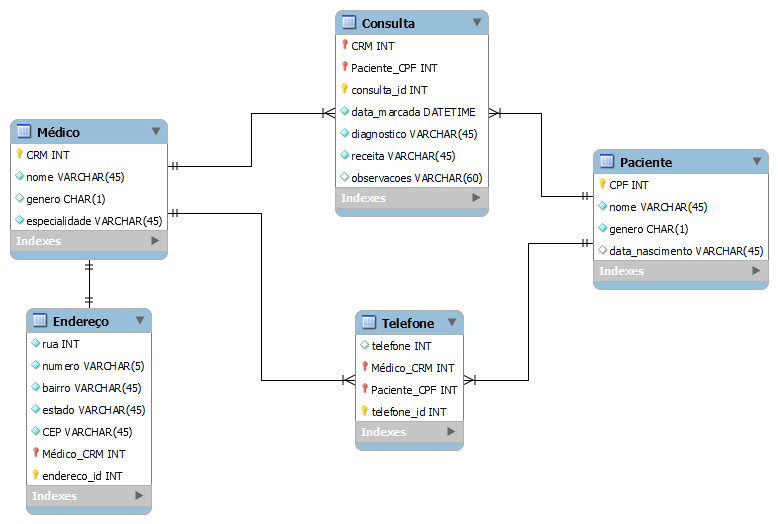 Consulta
CRM INT
Paciente_CPF INT
consulta_id INT
data_marcada DATETIME
diagnostico VARCHAR(45)
receita VARCHAR(45)
observacoes VARCHAR(60)
Indexes
Médico
CRM INT
nome VARCHAR(45)
genero CHAR(1)
especialidade VARCHAR(45)
Indexes
Paciente
CPF INT
nome VARCHAR(45)
genero CHAR(1)
data_nascimento VARCHAR(45)
Indexes
Endereço
rua INT
numero VARCHAR(5)
bairro VARCHAR(45)
estado VARCHAR(45)
CEP VARCHAR(45)
Médico_CRM INT
endereco_id INT
Indexes
Telefone
telefone INT
Médico_CRM INT
Paciente_CPF INT
telefone_id INT
Indexes